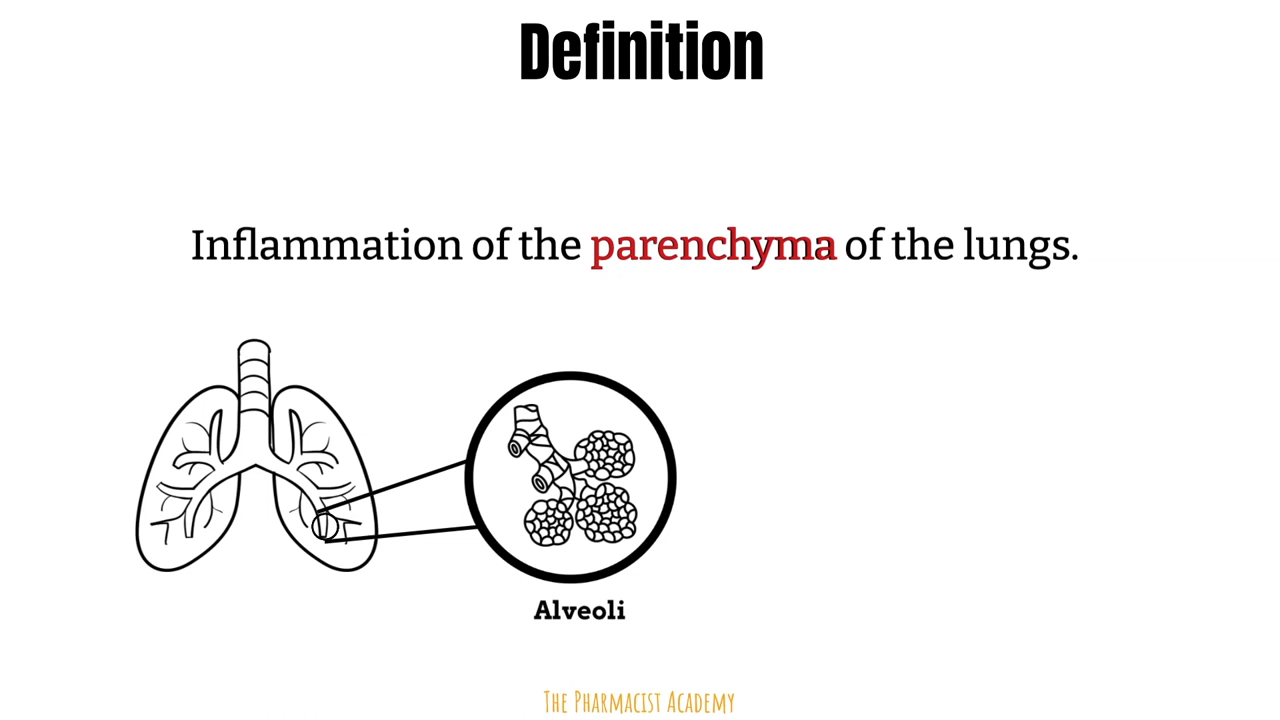 Definition
Inflammation of the parenchyma of the lungs.
Alveoli
The Pharmacist Academy